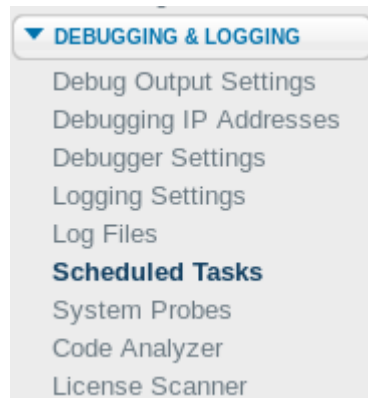 DEBUGGING & LOGGING
Debug Output Settings
Debugging IP Addresses
Debugger Settings
Logging Settings
Log Files
Scheduled Tasks
System Probes
Code Analyzer
License Scanner